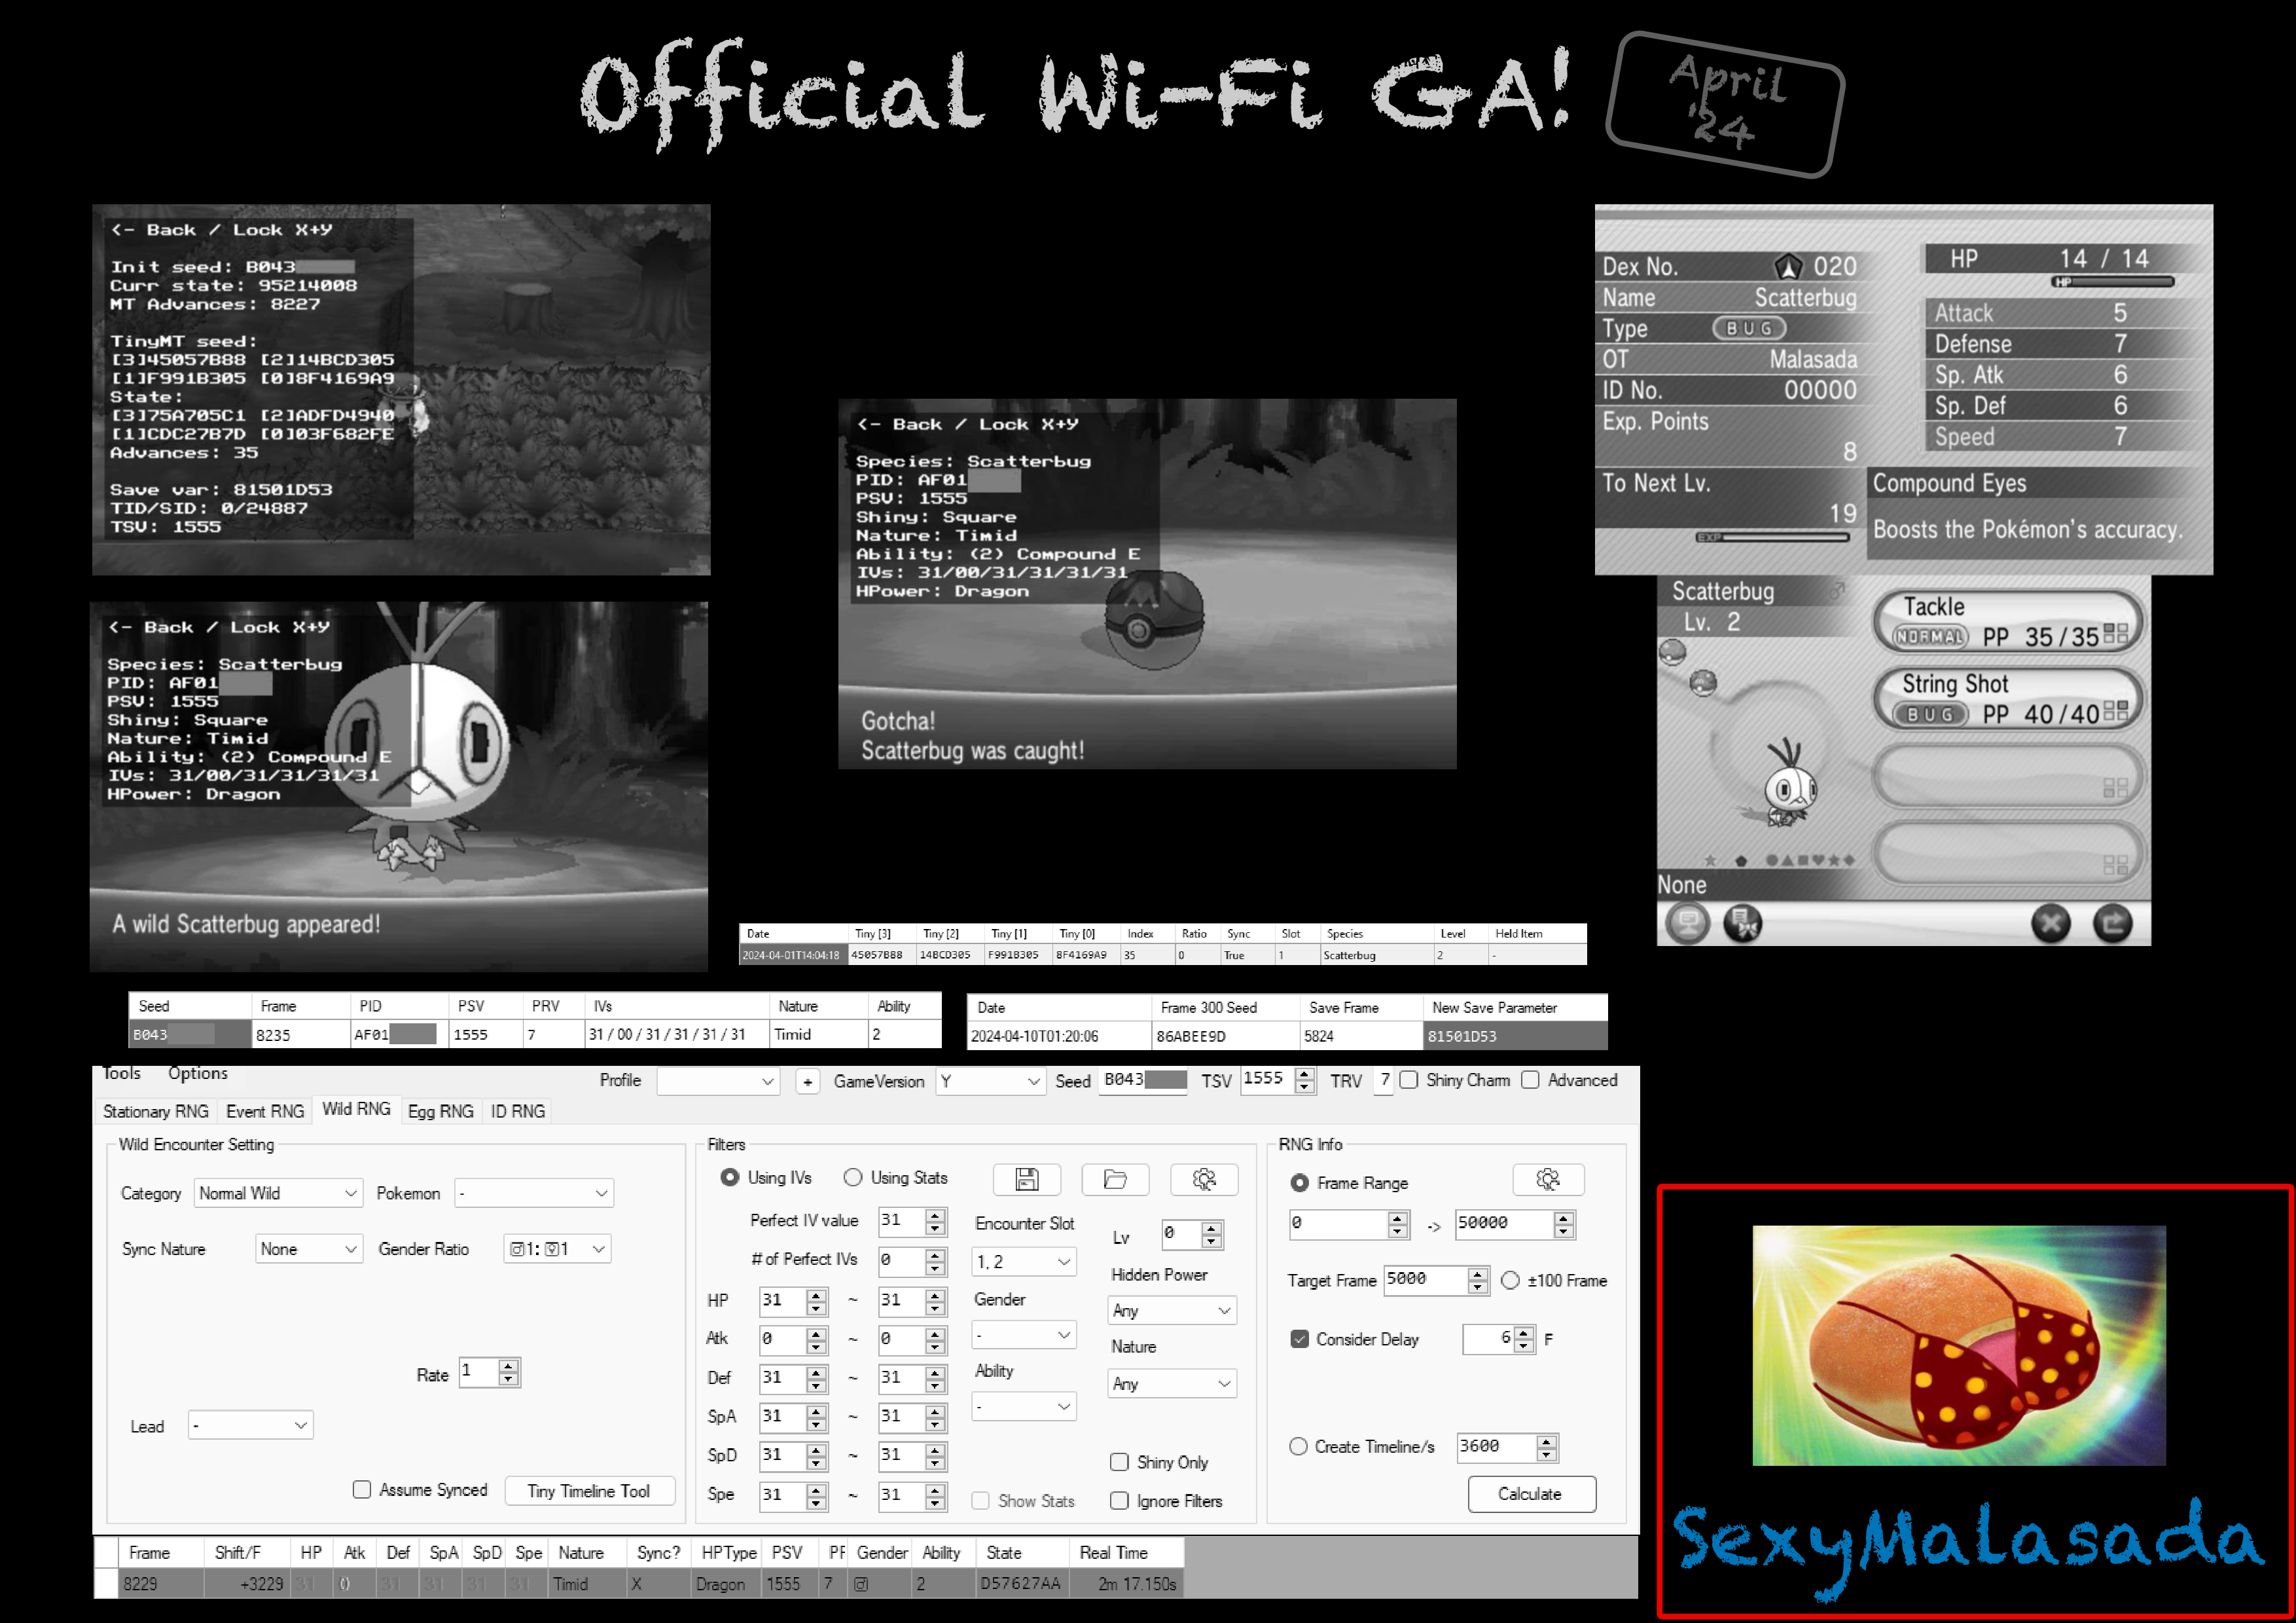 Official Wi-Fi GA!
April
'24
<- Back / Lock X+Y
Init seed: B043
Curr state: 95214008
MT Advances: 8227
TinyMT seed:
[3]45057B88 [2]14BCD305
[1]F991B305 [0]8F4169A9
State:
[3]75A705C1 [2]ADFD4940
[1]CDC27B7D [0]03F682FE
Advances: 35
Save var: 81501D53
TID/SID: 0/24887
TSV: 1555
<- Back / Lock X+Y
Species: Scatterbug
PID: AF01
PSV: 1555
Shiny: Square
Nature: Timid
Ability: (2) Compound E
IVs: 31/00/31/31/31/31
HPower: Dragon
A wild Scatterbug appeared!
<- Back / Lock X+Y
Species: Scatterbug
PID: AF01
PSV: 1555
Shiny: Square
Nature: Timid
Ability: (2) Compound E
IVs: 31/00/31/31/31/31
HPower: Dragon
Gotcha!
Scatterbug was caught!
Dex No. 020
Name Scatterbug
Type BUG
OT Malasada
ID No. 00000
Exp. Points
8
To Next Lv.
19
EXP
HP 14 / 14
HP
Attack 5
Defense 7
Sp. Atk 6
Sp. Def 6
Speed 7
Compound Eyes
Boosts the Pokémon's accuracy.
Scatterbug ♂
Lv. 2
Tackle
NORMAL PP 35/35
String Shot
BUG PP 40/40
None
Date Tiny [3] Tiny [2] Tiny [1] Tiny [0] Index Ratio Sync Slot Species Level Held Item
2024-04-01T14:04:18 45057B88 14BCD305 F991B305 8F4169A9 35 0 True 1 Scatterbug 2 -
Seed Frame PID PSV PRV IVs Nature Ability
B043 8235 AF01 1555 7 31 / 00 / 31 / 31 / 31 / 31 Timid 2
Date Frame 300 Seed Save Frame New Save Parameter
2024-04-10T01:20:06 86ABEE9D 5824 81501D53
Tools Options
Profile + GameVersion Y Seed B043 TSV 1555 TRV 7 Shiny Charm Advanced
Stationary RNG Event RNG Wild RNG Egg RNG ID RNG
Wild Encounter Setting
Category Normal Wild Pokemon -
Sync Nature None Gender Ratio ♂1: ♀1
Rate 1
Lead -
Assume Synced Tiny Timeline Tool
Filters
Using IVs Using Stats
Perfect IV value 31
# of Perfect IVs 0
HP 31 ~ 31
Atk 0 ~ 0
Def 31 ~ 31
SpA 31 ~ 31
SpD 31 ~ 31
Spe 31 ~ 31
Encounter Slot
1, 2
Gender
-
Ability
-
Show Stats
Lv 0
Hidden Power
Any
Nature
Any
Shiny Only
Ignore Filters
RNG Info
Frame Range
0 -> 50000
Target Frame 5000 ±100 Frame
Consider Delay 6 F
Create Timeline/s 3600
Calculate
Frame Shift/F HP Atk Def SpA SpD Spe Nature Sync? HPType PSV PF Gender Ability State Real Time
8229 +3229 31 0 31 31 31 31 Timid X Dragon 1555 7 ♂ 2 D57627AA 2m 17.150s
SexyMalasada